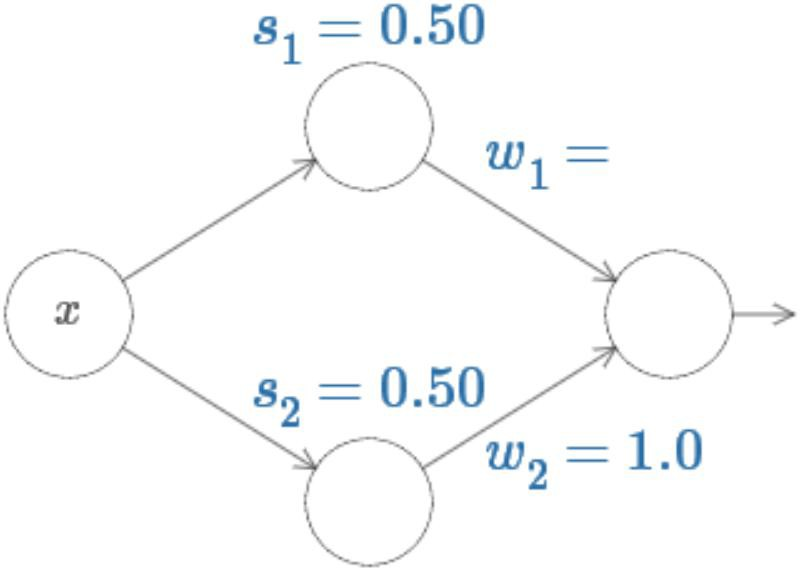 s₁ = 0.50
w₁ =
x
s₂ = 0.50
w₂ = 1.0